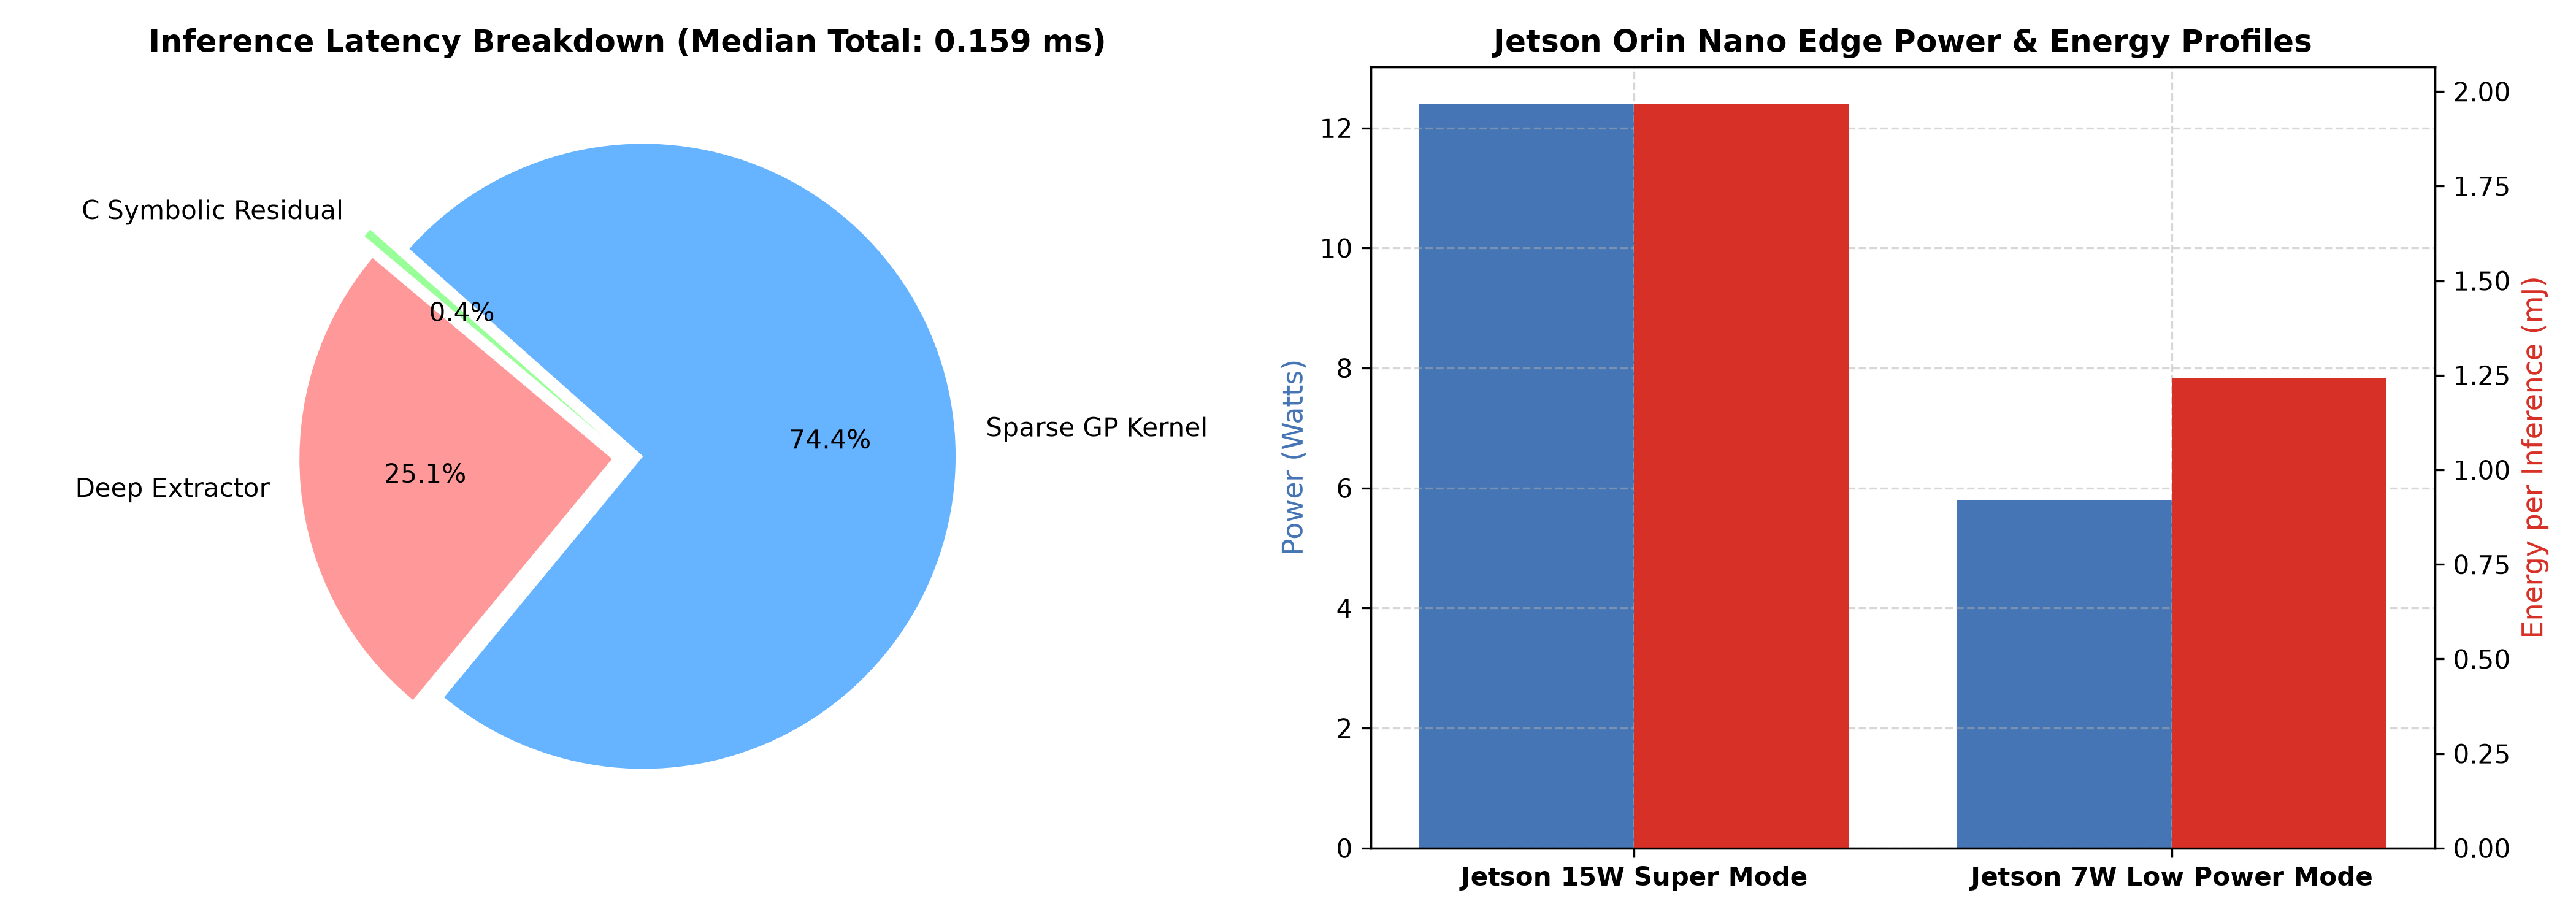 Inference Latency Breakdown (Median Total: 0.159 ms)
C Symbolic Residual
0.4%
74.4%
Sparse GP Kernel
25.1%
Deep Extractor
Jetson Orin Nano Edge Power & Energy Profiles
Power (Watts)
12
10
8
6
4
2
0
2.00
1.75
1.50
1.25
1.00
0.75
0.50
0.25
0.00
Energy per Inference (mJ)
Jetson 15W Super Mode
Jetson 7W Low Power Mode